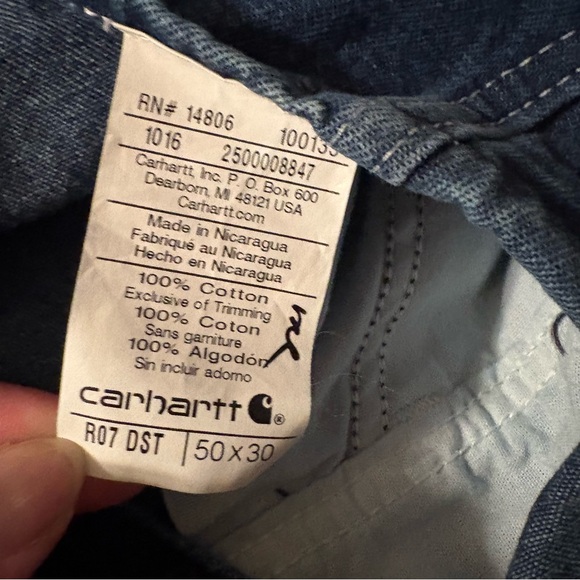 RN# 14806
1016 2500008847
Carhartt, Inc. P. O. Box 600
Dearborn, MI 48121 USA
Carhartt.com
Made in Nicaragua
Fabriqué au Nicaragua
Hecho en Nicaragua
100% Cotton
Exclusive of Trimming
100% Coton
Sans garniture
100% Algodón
Sin incluir adorno
carhartt ®
R07 DST 50 x 30